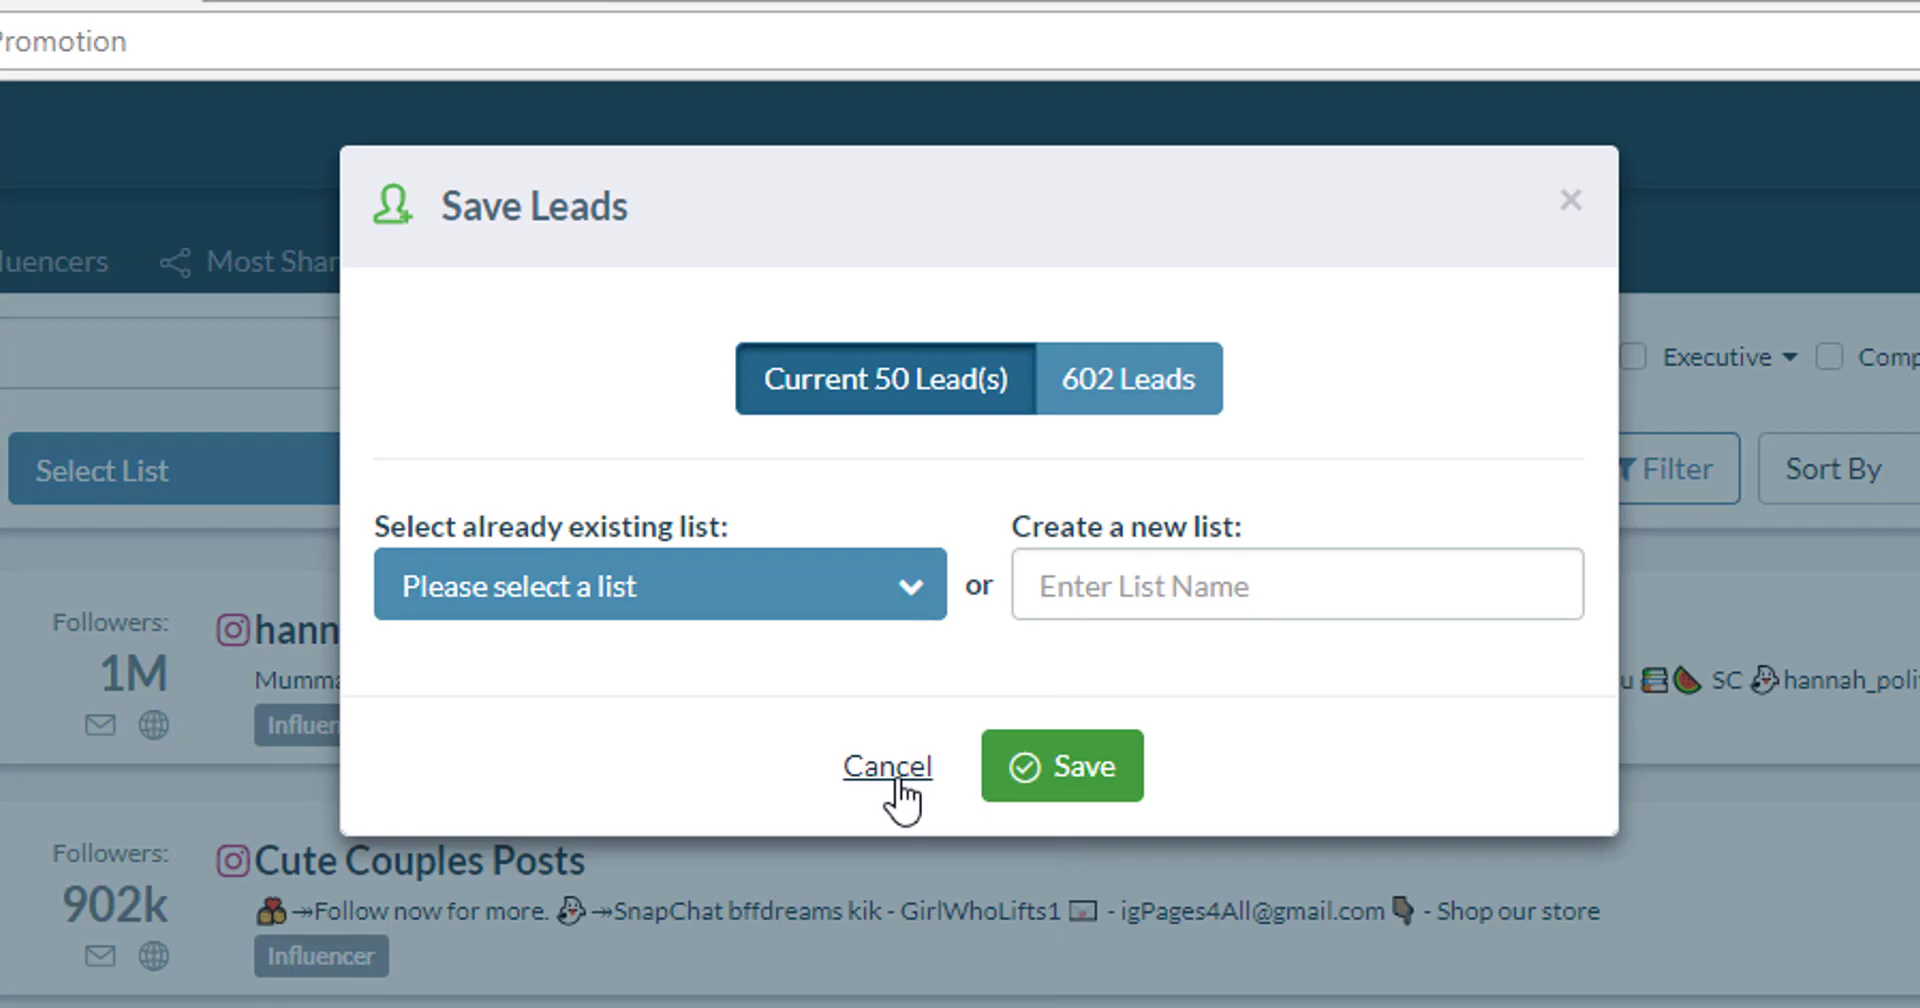 Promotion
Save Leads
×
luencers
Most Shar
Current 50 Lead(s)
602 Leads
Executive
Comp
Select List
Filter
Sort By
Select already existing list:
Create a new list:
Please select a list
or
Enter List Name
Followers:
hann
1M
Mumma
u
SC
hannah_poli
Influen
Cancel
Save
Followers:
Cute Couples Posts
902k
↠Follow now for more. ↠SnapChat bffdreams kik - GirlWhoLifts1 - igPages4All@gmail.com - Shop our store
Influencer